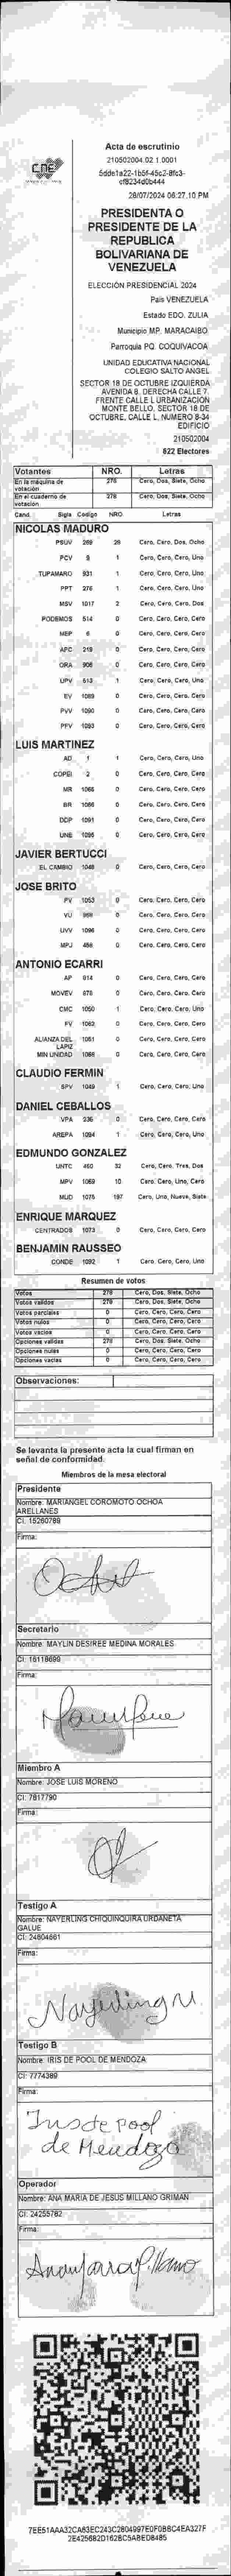 Acta de escrutinio
210502004.02.1.0001
5dde1a22-1b5f-45c2-8fc3-
cf8234d0b444
28/07/2024 06:27:10 PM
CNE
PRESIDENTA O
PRESIDENTE DE LA
REPUBLICA
BOLIVARIANA DE
VENEZUELA
ELECCIÓN PRESIDENCIAL 2024
País VENEZUELA
Estado EDO. ZULIA
Municipio MP. MARACAIBO
Parroquia PQ. COQUIVACOA
UNIDAD EDUCATIVA NACIONAL
COLEGIO SALTO ANGEL
SECTOR 18 DE OCTUBRE IZQUIERDA
AVENIDA 8. DERECHA CALLE 7.
FRENTE CALLE L URBANIZACION
MONTE BELLO. SECTOR 18 DE
OCTUBRE, CALLE L, NUMERO 8-34
EDIFICIO
210502004
622 Electores
Votantes NRO. Letras
En la máquina de votación 278 Cero, Dos, Siete, Ocho
En el cuaderno de votación 278 Cero, Dos, Siete, Ocho
Cand. Sigla Codigo NRO. Letras
NICOLAS MADURO
PSUV 269 28 Cero, Cero, Dos, Ocho
PCV 5 1 Cero, Cero, Cero, Uno
TUPAMARO 931 1 Cero, Cero, Cero, Uno
PPT 276 1 Cero, Cero, Cero, Uno
MSV 1017 2 Cero, Cero, Cero, Dos
PODEMOS 514 0 Cero, Cero, Cero, Cero
MEP 6 0 Cero, Cero, Cero, Cero
APC 219 0 Cero, Cero, Cero, Cero
ORA 906 0 Cero, Cero, Cero, Cero
UPV 513 1 Cero, Cero, Cero, Uno
EV 1089 0 Cero, Cero, Cero, Cero
PVV 1090 0 Cero, Cero, Cero, Cero
PFV 1093 0 Cero, Cero, Cero, Cero
LUIS MARTINEZ
AD 1 1 Cero, Cero, Cero, Uno
COPEI 2 0 Cero, Cero, Cero, Cero
MR 1065 0 Cero, Cero, Cero, Cero
BR 1086 0 Cero, Cero, Cero, Cero
DDP 1091 0 Cero, Cero, Cero, Cero
UNE 1095 0 Cero, Cero, Cero, Cero
JAVIER BERTUCCI
EL CAMBIO 1048 0 Cero, Cero, Cero, Cero
JOSE BRITO
PV 1053 0 Cero, Cero, Cero, Cero
VU 959 0 Cero, Cero, Cero, Cero
UVV 1096 0 Cero, Cero, Cero, Cero
MPJ 456 0 Cero, Cero, Cero, Cero
ANTONIO ECARRI
AP 914 0 Cero, Cero, Cero, Cero
MOVEV 979 0 Cero, Cero, Cero, Cero
CMC 1050 1 Cero, Cero, Cero, Uno
FV 1062 0 Cero, Cero, Cero, Cero
ALIANZA DEL LAPIZ 1081 0 Cero, Cero, Cero, Cero
MIN UNIDAD 1066 0 Cero, Cero, Cero, Cero
CLAUDIO FERMIN
SPV 1049 1 Cero, Cero, Cero, Uno
DANIEL CEBALLOS
VPA 236 0 Cero, Cero, Cero, Cero
AREPA 1094 1 Cero, Cero, Cero, Uno
EDMUNDO GONZALEZ
UNTC 460 32 Cero, Cero, Tres, Dos
MPV 1069 10 Cero, Cero, Uno, Cero
MUD 1075 197 Cero, Uno, Nueve, Siete
ENRIQUE MARQUEZ
CENTRADOS 1073 0 Cero, Cero, Cero, Cero
BENJAMIN RAUSSEO
CONDE 1092 1 Cero, Cero, Cero, Uno
Resumen de votos
Votos 278 Cero, Dos, Siete, Ocho
Votos validos 278 Cero, Dos, Siete, Ocho
Votos parciales 0 Cero, Cero, Cero, Cero
Votos nulos 0 Cero, Cero, Cero, Cero
Votos vacios 0 Cero, Cero, Cero, Cero
Opciones validas 278 Cero, Dos, Siete, Ocho
Opciones nulas 0 Cero, Cero, Cero, Cero
Opciones vacias 0 Cero, Cero, Cero, Cero
Observaciones:
Se levanta la presente acta la cual firman en
señal de conformidad.
Miembros de la mesa electoral
Presidente
Nombre: MARIANGEL COROMOTO OCHOA
ARELLANES
CI: 15260789
Firma:
Ochoa
Secretario
Nombre: MAYLIN DESIREE MEDINA MORALES
CI: 16118699
Firma:
Miembro A
Nombre: JOSE LUIS MORENO
CI: 7817790
Firma:
Testigo A
Nombre: NAYERLING CHIQUINQUIRA URDANETA
GALUE
CI: 24604661
Firma:
Nayerling U
Testigo B
Nombre: IRIS DE POOL DE MENDOZA
CI: 7774389
Firma:
Iris de Pool
de Mendoza
Operador
Nombre: ANA MARIA DE JESUS MILLANO GRIMAN
CI: 24255782
Firma:
7EE51AAA32CA63EC243C2804997E0F0B8C4EA327F
2E425682D1628C5ABED8485